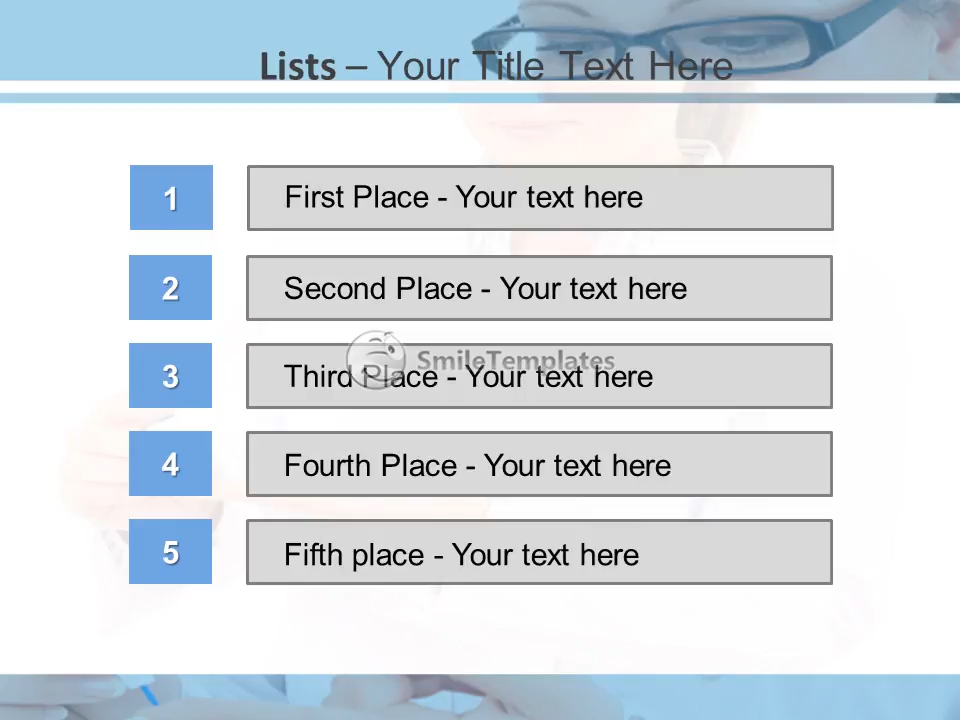 Lists – Your Title Text Here
1 First Place - Your text here
2 Second Place - Your text here
SmileTemplates
3 Third Place - Your text here
4 Fourth Place - Your text here
5 Fifth place - Your text here